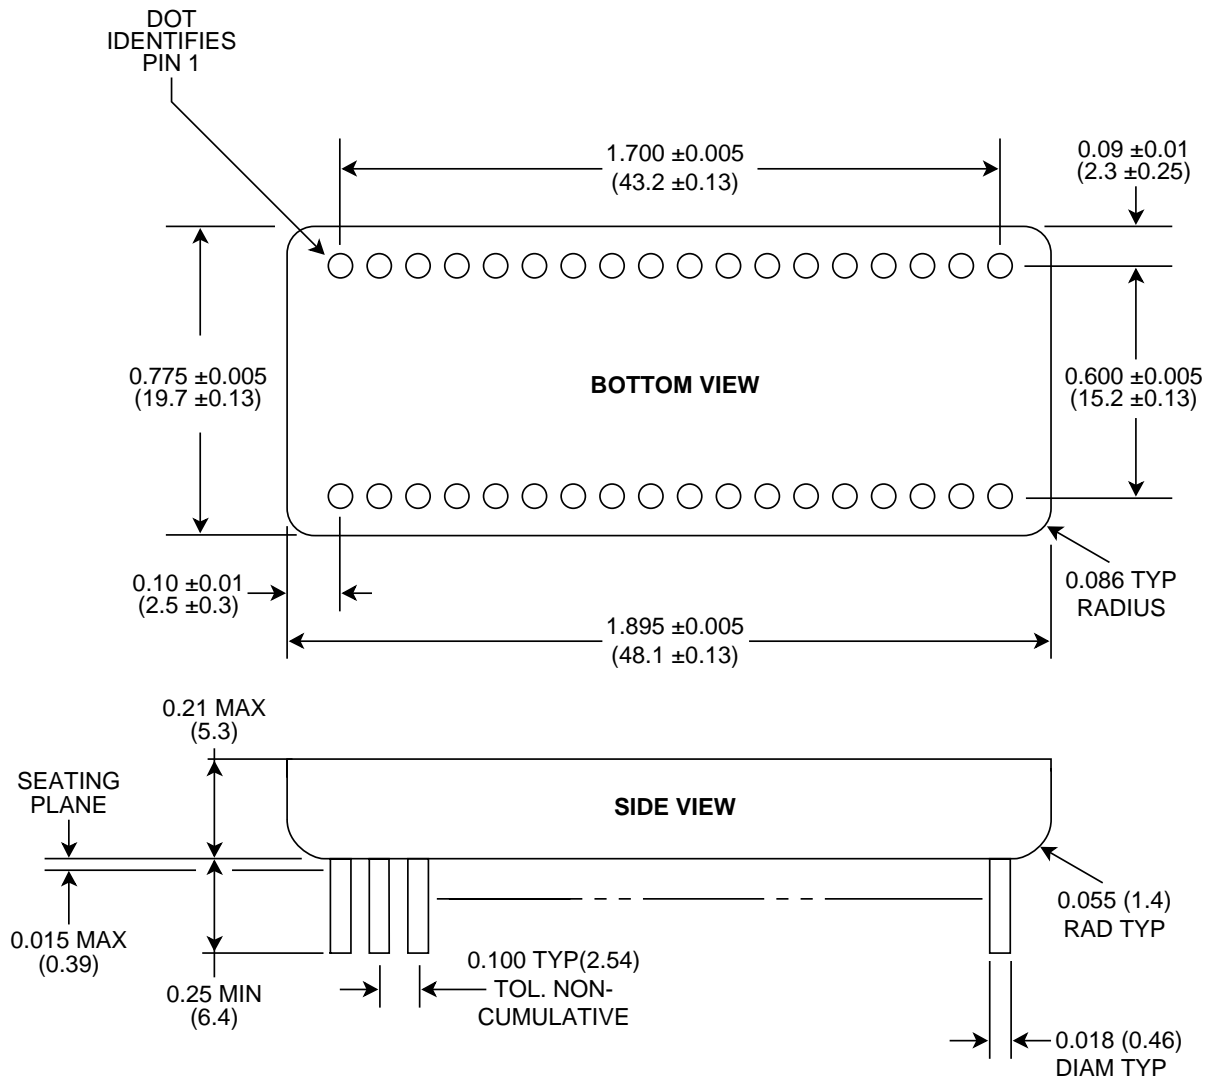 DOT
IDENTIFIES
PIN 1
1.700 ±0.005
(43.2 ±0.13)
0.09 ±0.01
(2.3 ±0.25)
0.775 ±0.005
(19.7 ±0.13)
BOTTOM VIEW
0.600 ±0.005
(15.2 ±0.13)
0.10 ±0.01
(2.5 ±0.3)
0.086 TYP
RADIUS
1.895 ±0.005
(48.1 ±0.13)
0.21 MAX
(5.3)
SEATING
PLANE
SIDE VIEW
0.055 (1.4)
RAD TYP
0.015 MAX
(0.39)
0.25 MIN
(6.4)
0.100 TYP(2.54)
TOL. NON-
CUMULATIVE
0.018 (0.46)
DIAM TYP